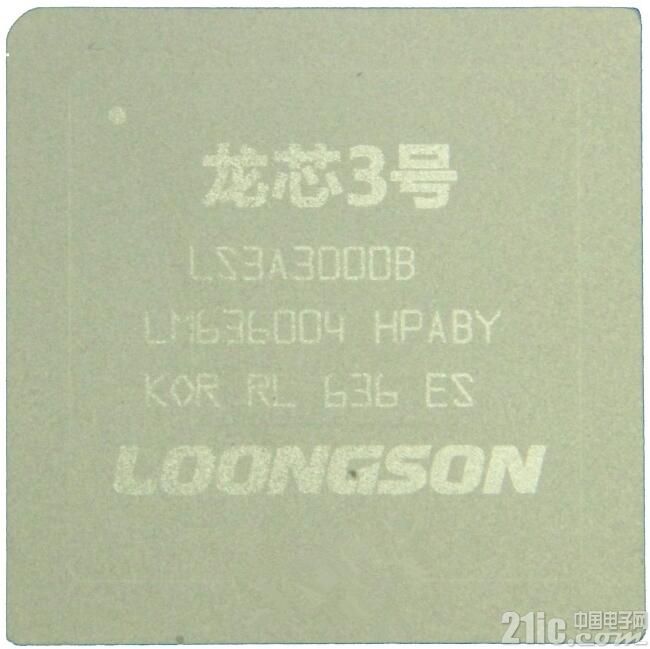 龙芯3号
LS3A3000B
LM636004 HPABY
KOR RL 636 ES
LOONGSON
21ic 中国电子网
.com